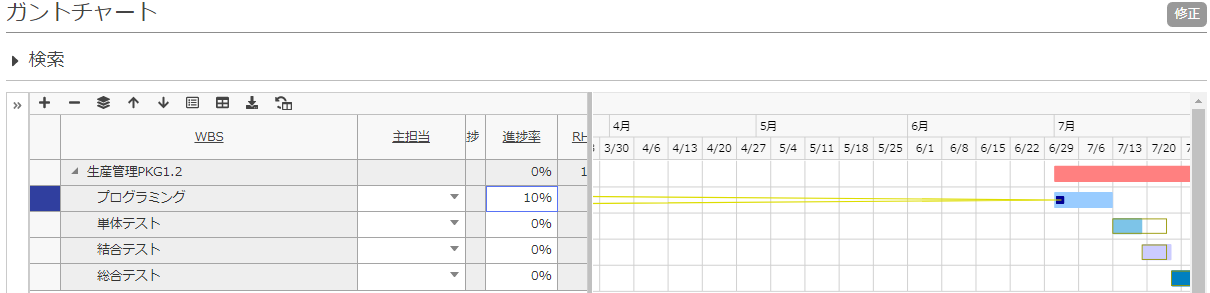 ガントチャート
修正
検索
WBS 主担当 捗 進捗率 RH
4月 5月 6月 7月
3 3/30 4/6 4/13 4/20 4/27 5/4 5/11 5/18 5/25 6/1 6/8 6/15 6/22 6/29 7/6 7/13 7/20 7
生産管理PKG1.2 0% 1
プログラミング 10%
単体テスト 0%
結合テスト 0%
総合テスト 0%